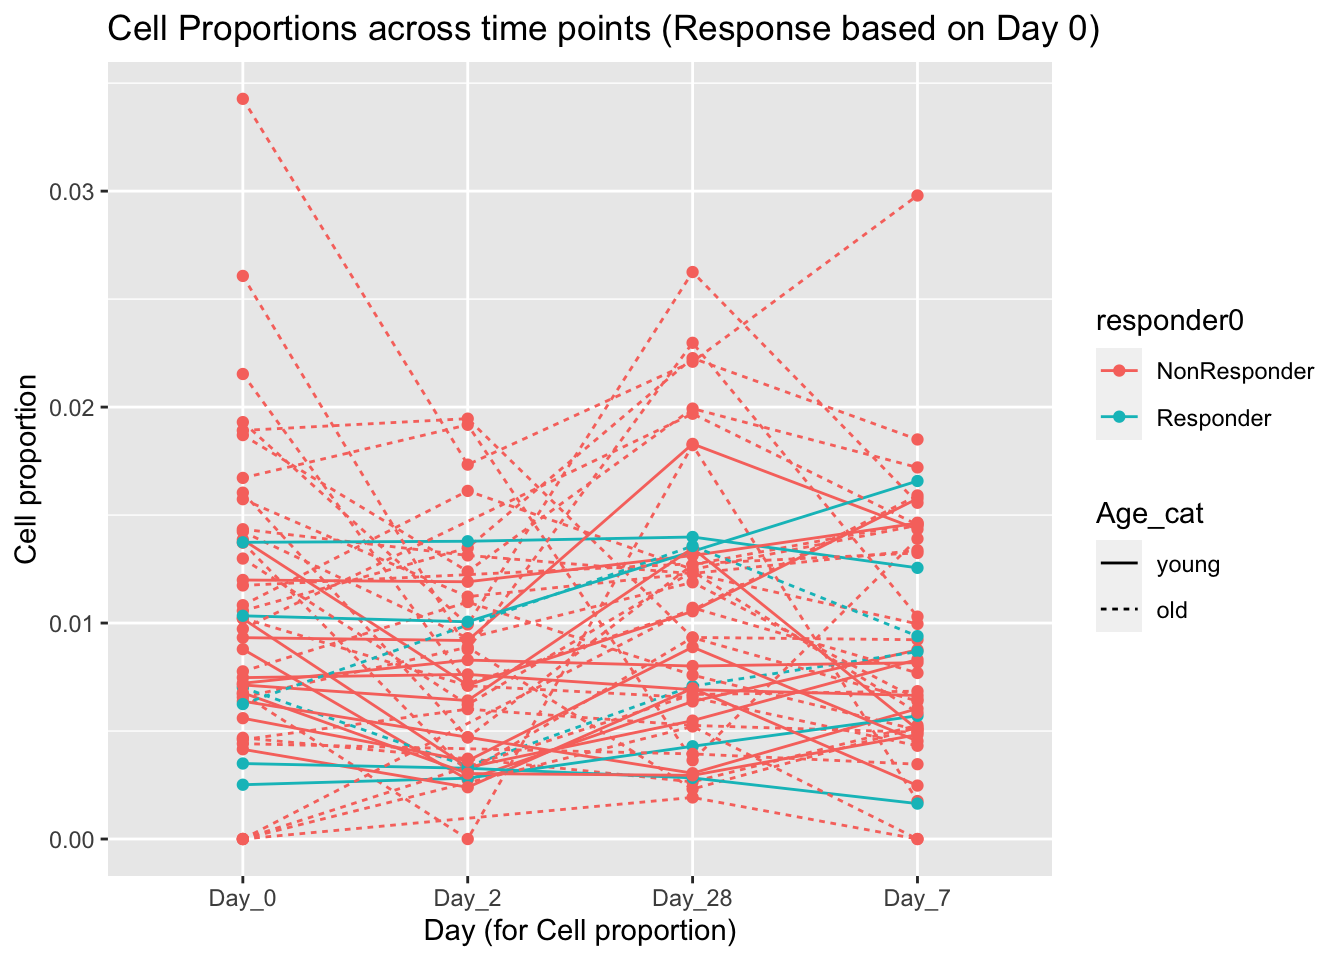 Cell Proportions across time points (Response based on Day 0)
Cell proportion
0.03
0.02
0.01
0.00
Day_0
Day_2
Day_28
Day_7
Day (for Cell proportion)
responder0
NonResponder
Responder
Age_cat
young
old